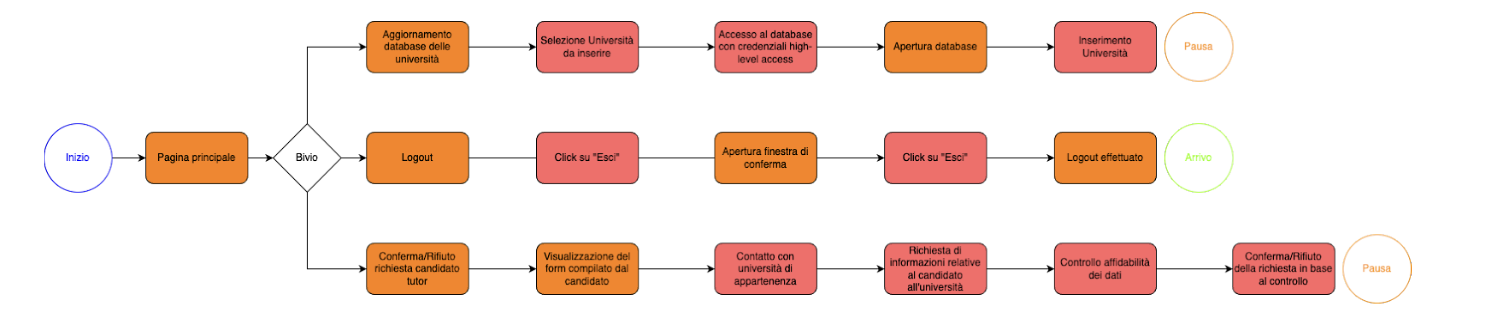 Aggiornamento
database delle
università
Selezione Università
da inserire
Accesso al database
con credenziali high-
level access
Apertura database
Inserimento
Università
Pausa
Inizio
Pagina principale
Bivio
Logout
Click su "Esci"
Apertura finestra di
conferma
Click su "Esci"
Logout effettuato
Arrivo
Conferma/Rifiuto
richiesta candidato
tutor
Visualizzazione del
form compilato dal
candidato
Contatto con
università di
appartenenza
Richiesta di
informazioni relative
al candidato
all'università
Controllo affidabilità
dei dati
Conferma/Rifiuto
della richiesta in base
al controllo
Pausa